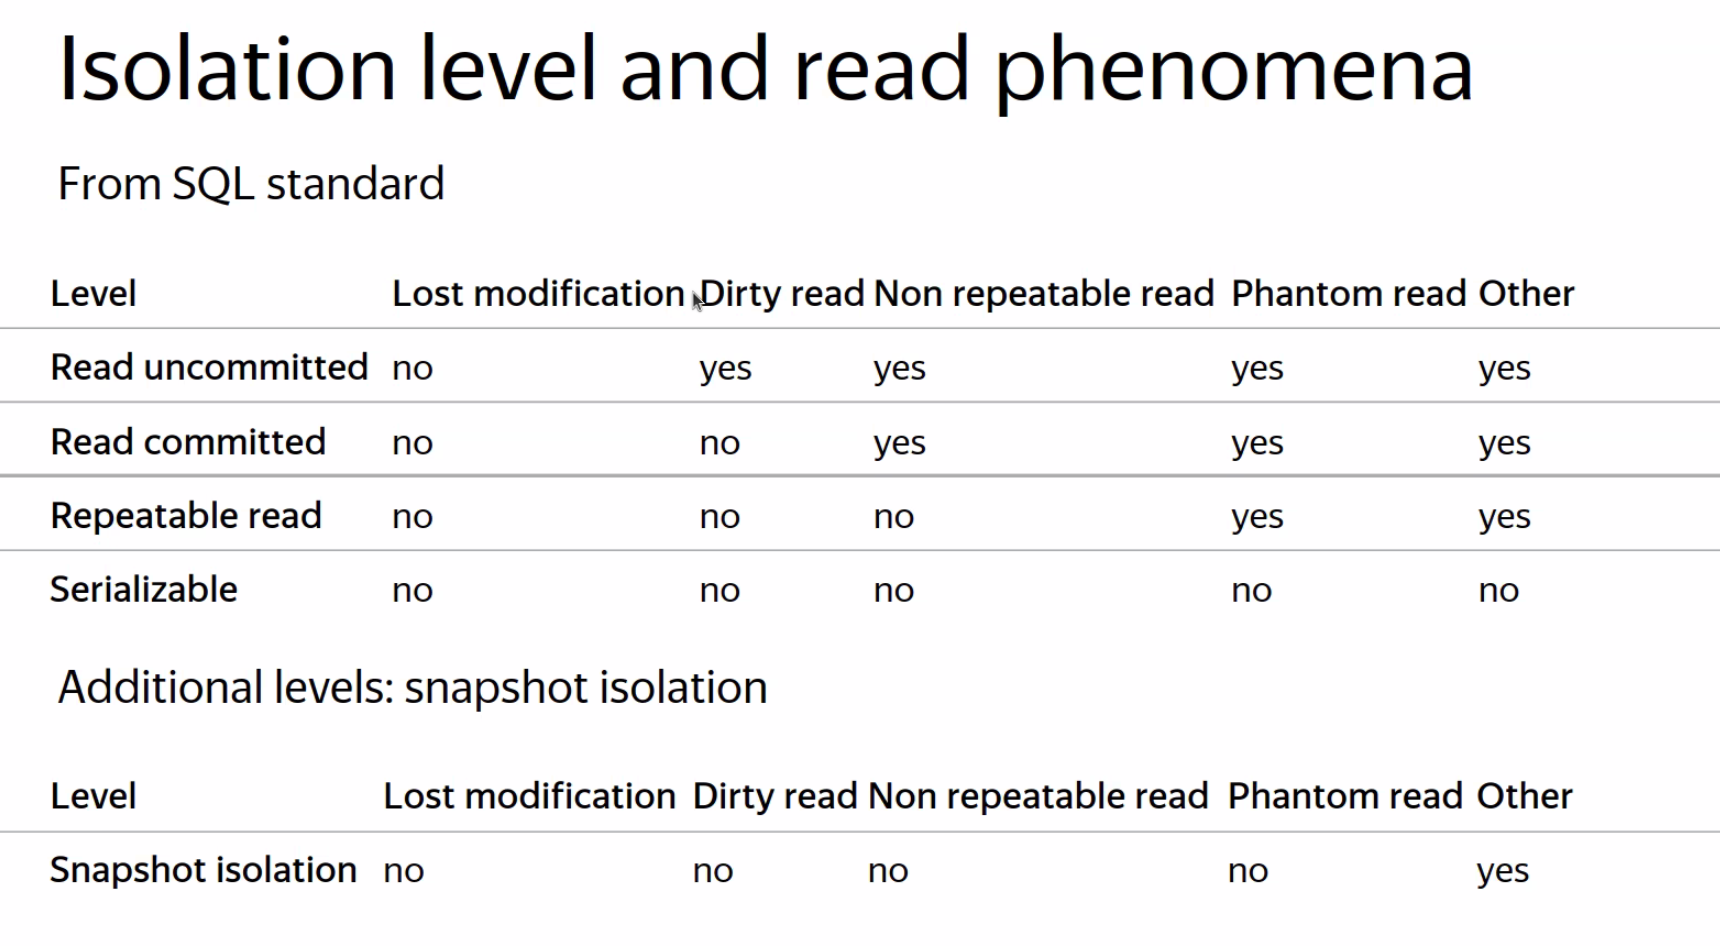 Isolation level and read phenomena
From SQL standard
Level Lost modification Dirty read Non repeatable read Phantom read Other
Read uncommitted no yes yes yes yes
Read committed no no yes yes yes
Repeatable read no no no yes yes
Serializable no no no no no
Additional levels: snapshot isolation
Level Lost modification Dirty read Non repeatable read Phantom read Other
Snapshot isolation no no no no yes